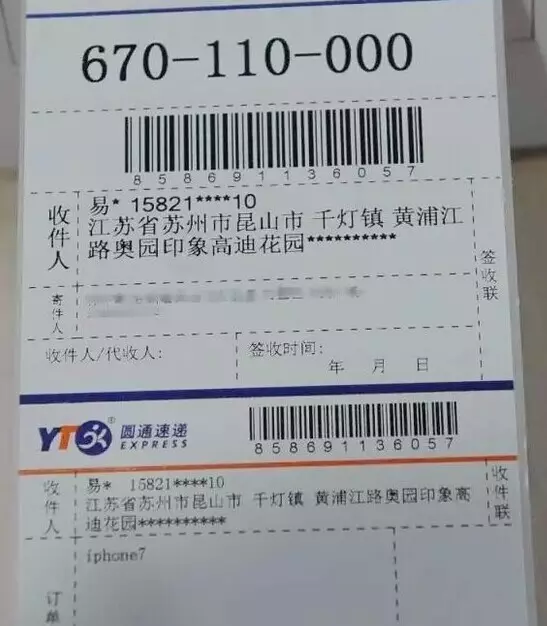 670-110-000
858691136057
收件人
易* 15821****10
江苏省苏州市昆山市 千灯镇 黄浦江
路奥园印象高迪花园**********
签收联
寄件人
收件人/代收人:
签收时间:
年 月 日
YTO 圆通速递
EXPRESS
858691136057
收件人
易* 15821****10
江苏省苏州市昆山市 千灯镇 黄浦江路奥园印象高
迪花园**********
收件联
iphone7
订单